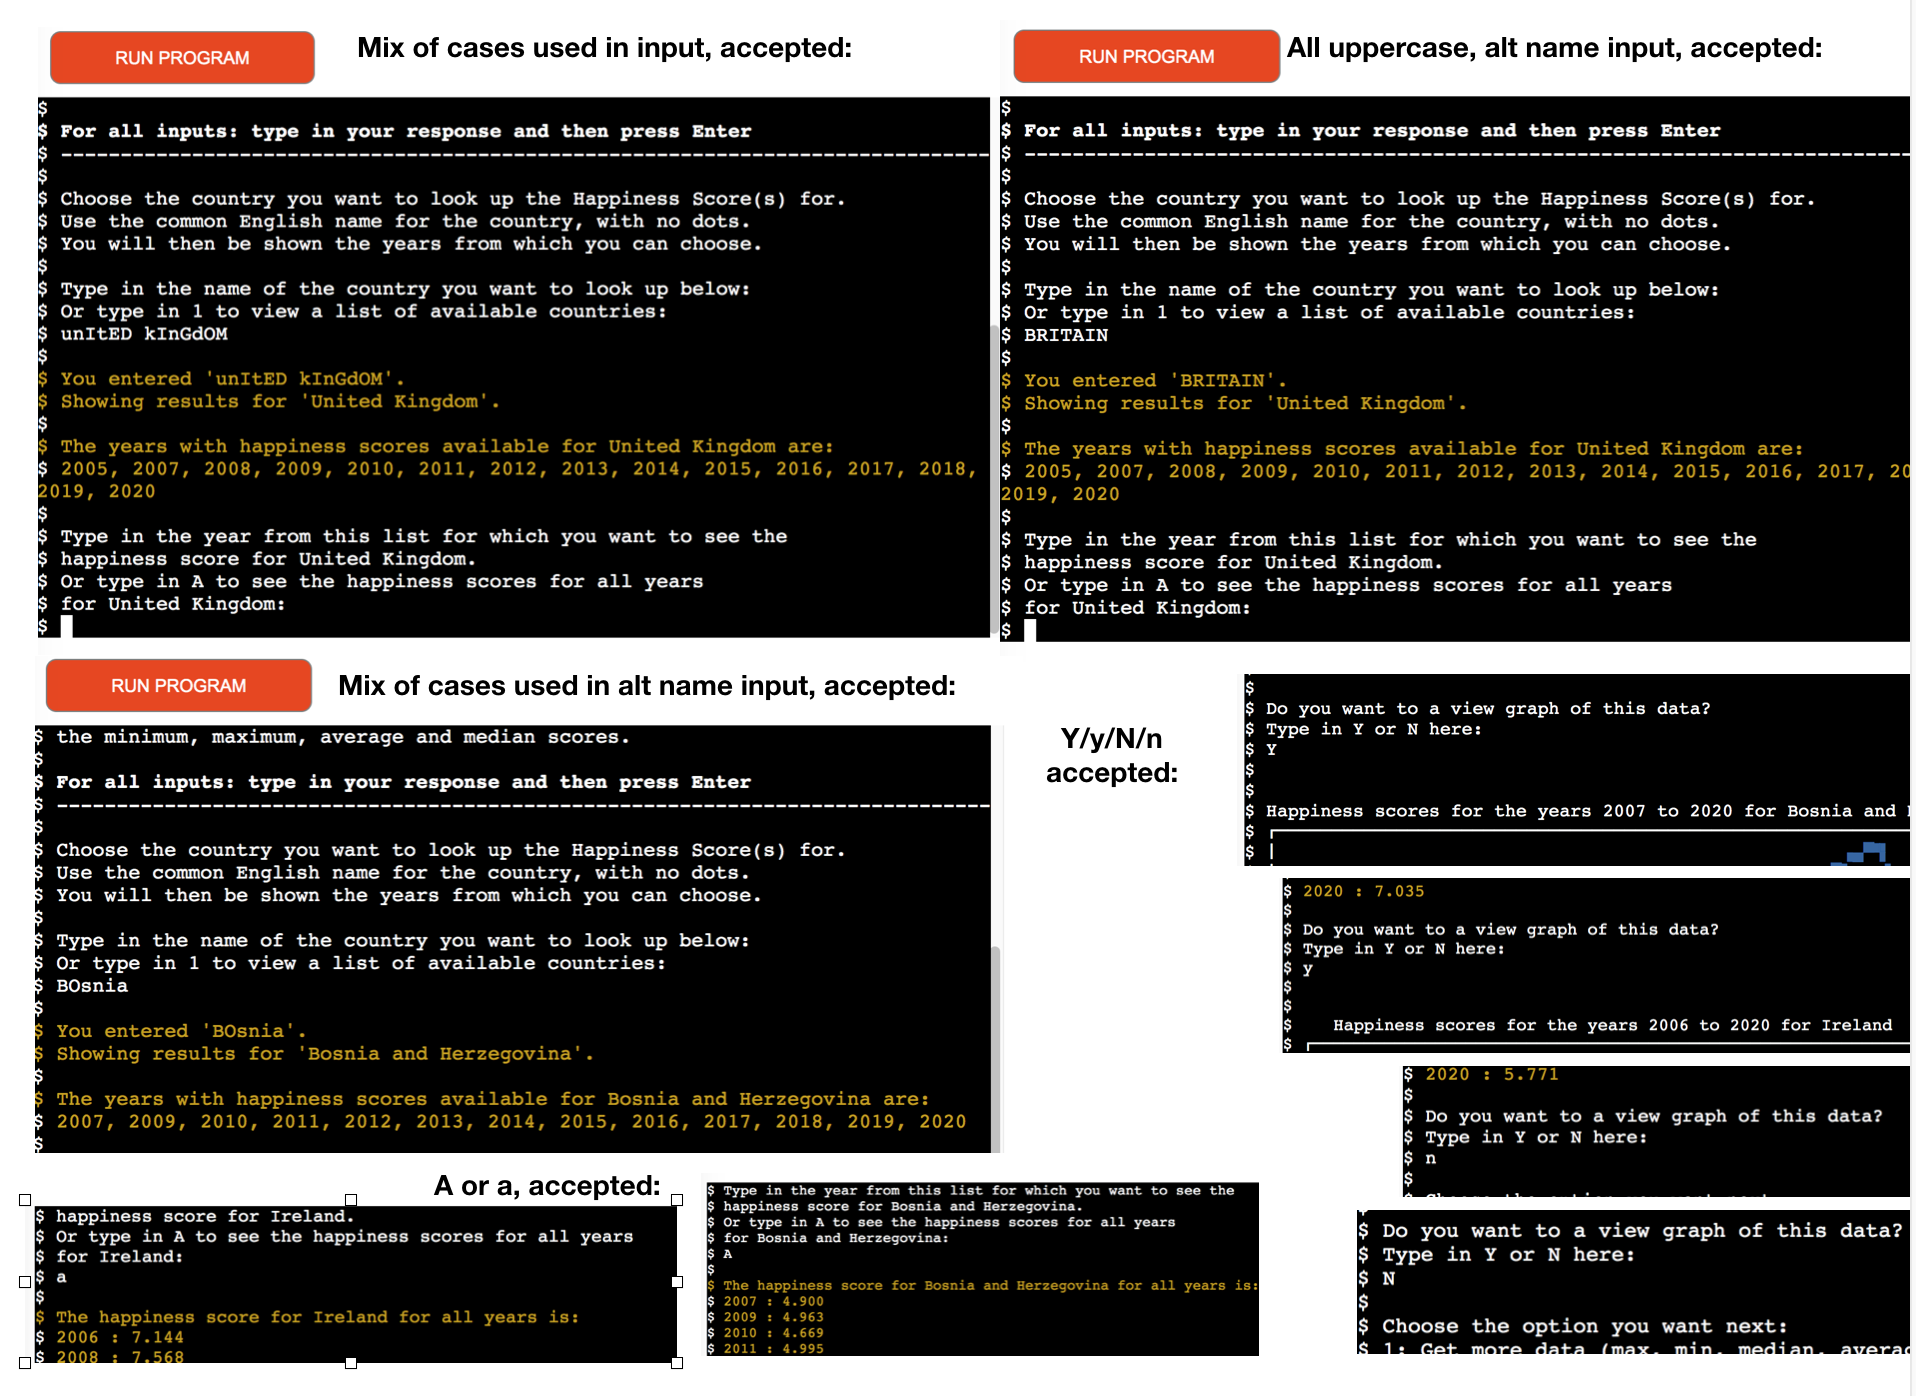 RUN PROGRAM
Mix of cases used in input, accepted:
$
$ For all inputs: type in your response and then press Enter
$ ------------------------------------------------------------------------------
$
$ Choose the country you want to look up the Happiness Score(s) for.
$ Use the common English name for the country, with no dots.
$ You will then be shown the years from which you can choose.
$
$ Type in the name of the country you want to look up below:
$ Or type in 1 to view a list of available countries:
$ unItED kInGdOM
$
$ You entered 'unItED kInGdOM'.
$ Showing results for 'United Kingdom'.
$
$ The years with happiness scores available for United Kingdom are:
$ 2005, 2007, 2008, 2009, 2010, 2011, 2012, 2013, 2014, 2015, 2016, 2017, 2018,
2019, 2020
$
$ Type in the year from this list for which you want to see the
$ happiness score for United Kingdom.
$ Or type in A to see the happiness scores for all years
$ for United Kingdom:
$
RUN PROGRAM
All uppercase, alt name input, accepted:
$
$ For all inputs: type in your response and then press Enter
$ --------------------------------------------------------------------------
$
$ Choose the country you want to look up the Happiness Score(s) for.
$ Use the common English name for the country, with no dots.
$ You will then be shown the years from which you can choose.
$
$ Type in the name of the country you want to look up below:
$ Or type in 1 to view a list of available countries:
$ BRITAIN
$
$ You entered 'BRITAIN'.
$ Showing results for 'United Kingdom'.
$
$ The years with happiness scores available for United Kingdom are:
$ 2005, 2007, 2008, 2009, 2010, 2011, 2012, 2013, 2014, 2015, 2016, 2017, 20
2019, 2020
$
$ Type in the year from this list for which you want to see the
$ happiness score for United Kingdom.
$ Or type in A to see the happiness scores for all years
$ for United Kingdom:
$
RUN PROGRAM
Mix of cases used in alt name input, accepted:
$ the minimum, maximum, average and median scores.
$
$ For all inputs: type in your response and then press Enter
$ ------------------------------------------------------------------------------
$
$ Choose the country you want to look up the Happiness Score(s) for.
$ Use the common English name for the country, with no dots.
$ You will then be shown the years from which you can choose.
$
$ Type in the name of the country you want to look up below:
$ Or type in 1 to view a list of available countries:
$ BOsnia
$
$ You entered 'BOsnia'.
$ Showing results for 'Bosnia and Herzegovina'.
$
$ The years with happiness scores available for Bosnia and Herzegovina are:
$ 2007, 2009, 2010, 2011, 2012, 2013, 2014, 2015, 2016, 2017, 2018, 2019, 2020
$
Y/y/N/n
accepted:
$
$ Do you want to a view graph of this data?
$ Type in Y or N here:
$ Y
$
$
$ Happiness scores for the years 2007 to 2020 for Bosnia and
$
$
$ 2020 : 7.035
$
$ Do you want to a view graph of this data?
$ Type in Y or N here:
$ y
$
$
$ Happiness scores for the years 2006 to 2020 for Ireland
$
$ 2020 : 5.771
$
$ Do you want to a view graph of this data?
$ Type in Y or N here:
$ n
$
$ Choose the option you want next
$ Do you want to a view graph of this data?
$ Type in Y or N here:
$ N
$
$ Choose the option you want next:
$ 1: Get more data (max, min, median, averag
A or a, accepted:
$ happiness score for Ireland.
$ Or type in A to see the happiness scores for all years
$ for Ireland:
$ a
$
$ The happiness score for Ireland for all years is:
$ 2006 : 7.144
$ 2008 : 7.568
$ Type in the year from this list for which you want to see the
$ happiness score for Bosnia and Herzegovina.
$ Or type in A to see the happiness scores for all years
$ for Bosnia and Herzegovina:
$ A
$
$ The happiness score for Bosnia and Herzegovina for all years is:
$ 2007 : 4.900
$ 2009 : 4.963
$ 2010 : 4.669
$ 2011 : 4.995